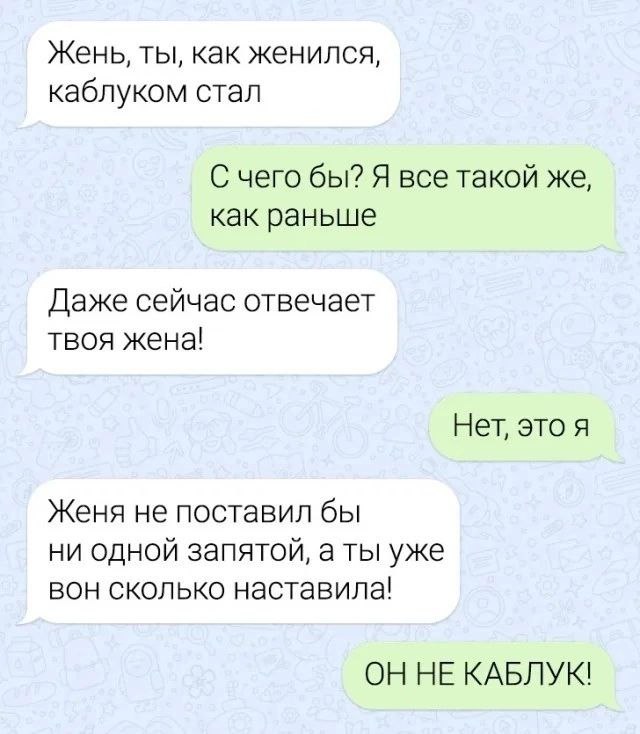 Жень, ты, как женился,
каблуком стал
С чего бы? Я все такой же,
как раньше
Даже сейчас отвечает
твоя жена!
Нет, это я
Женя не поставил бы
ни одной запятой, а ты уже
вон сколько наставила!
ОН НЕ КАБЛУК!